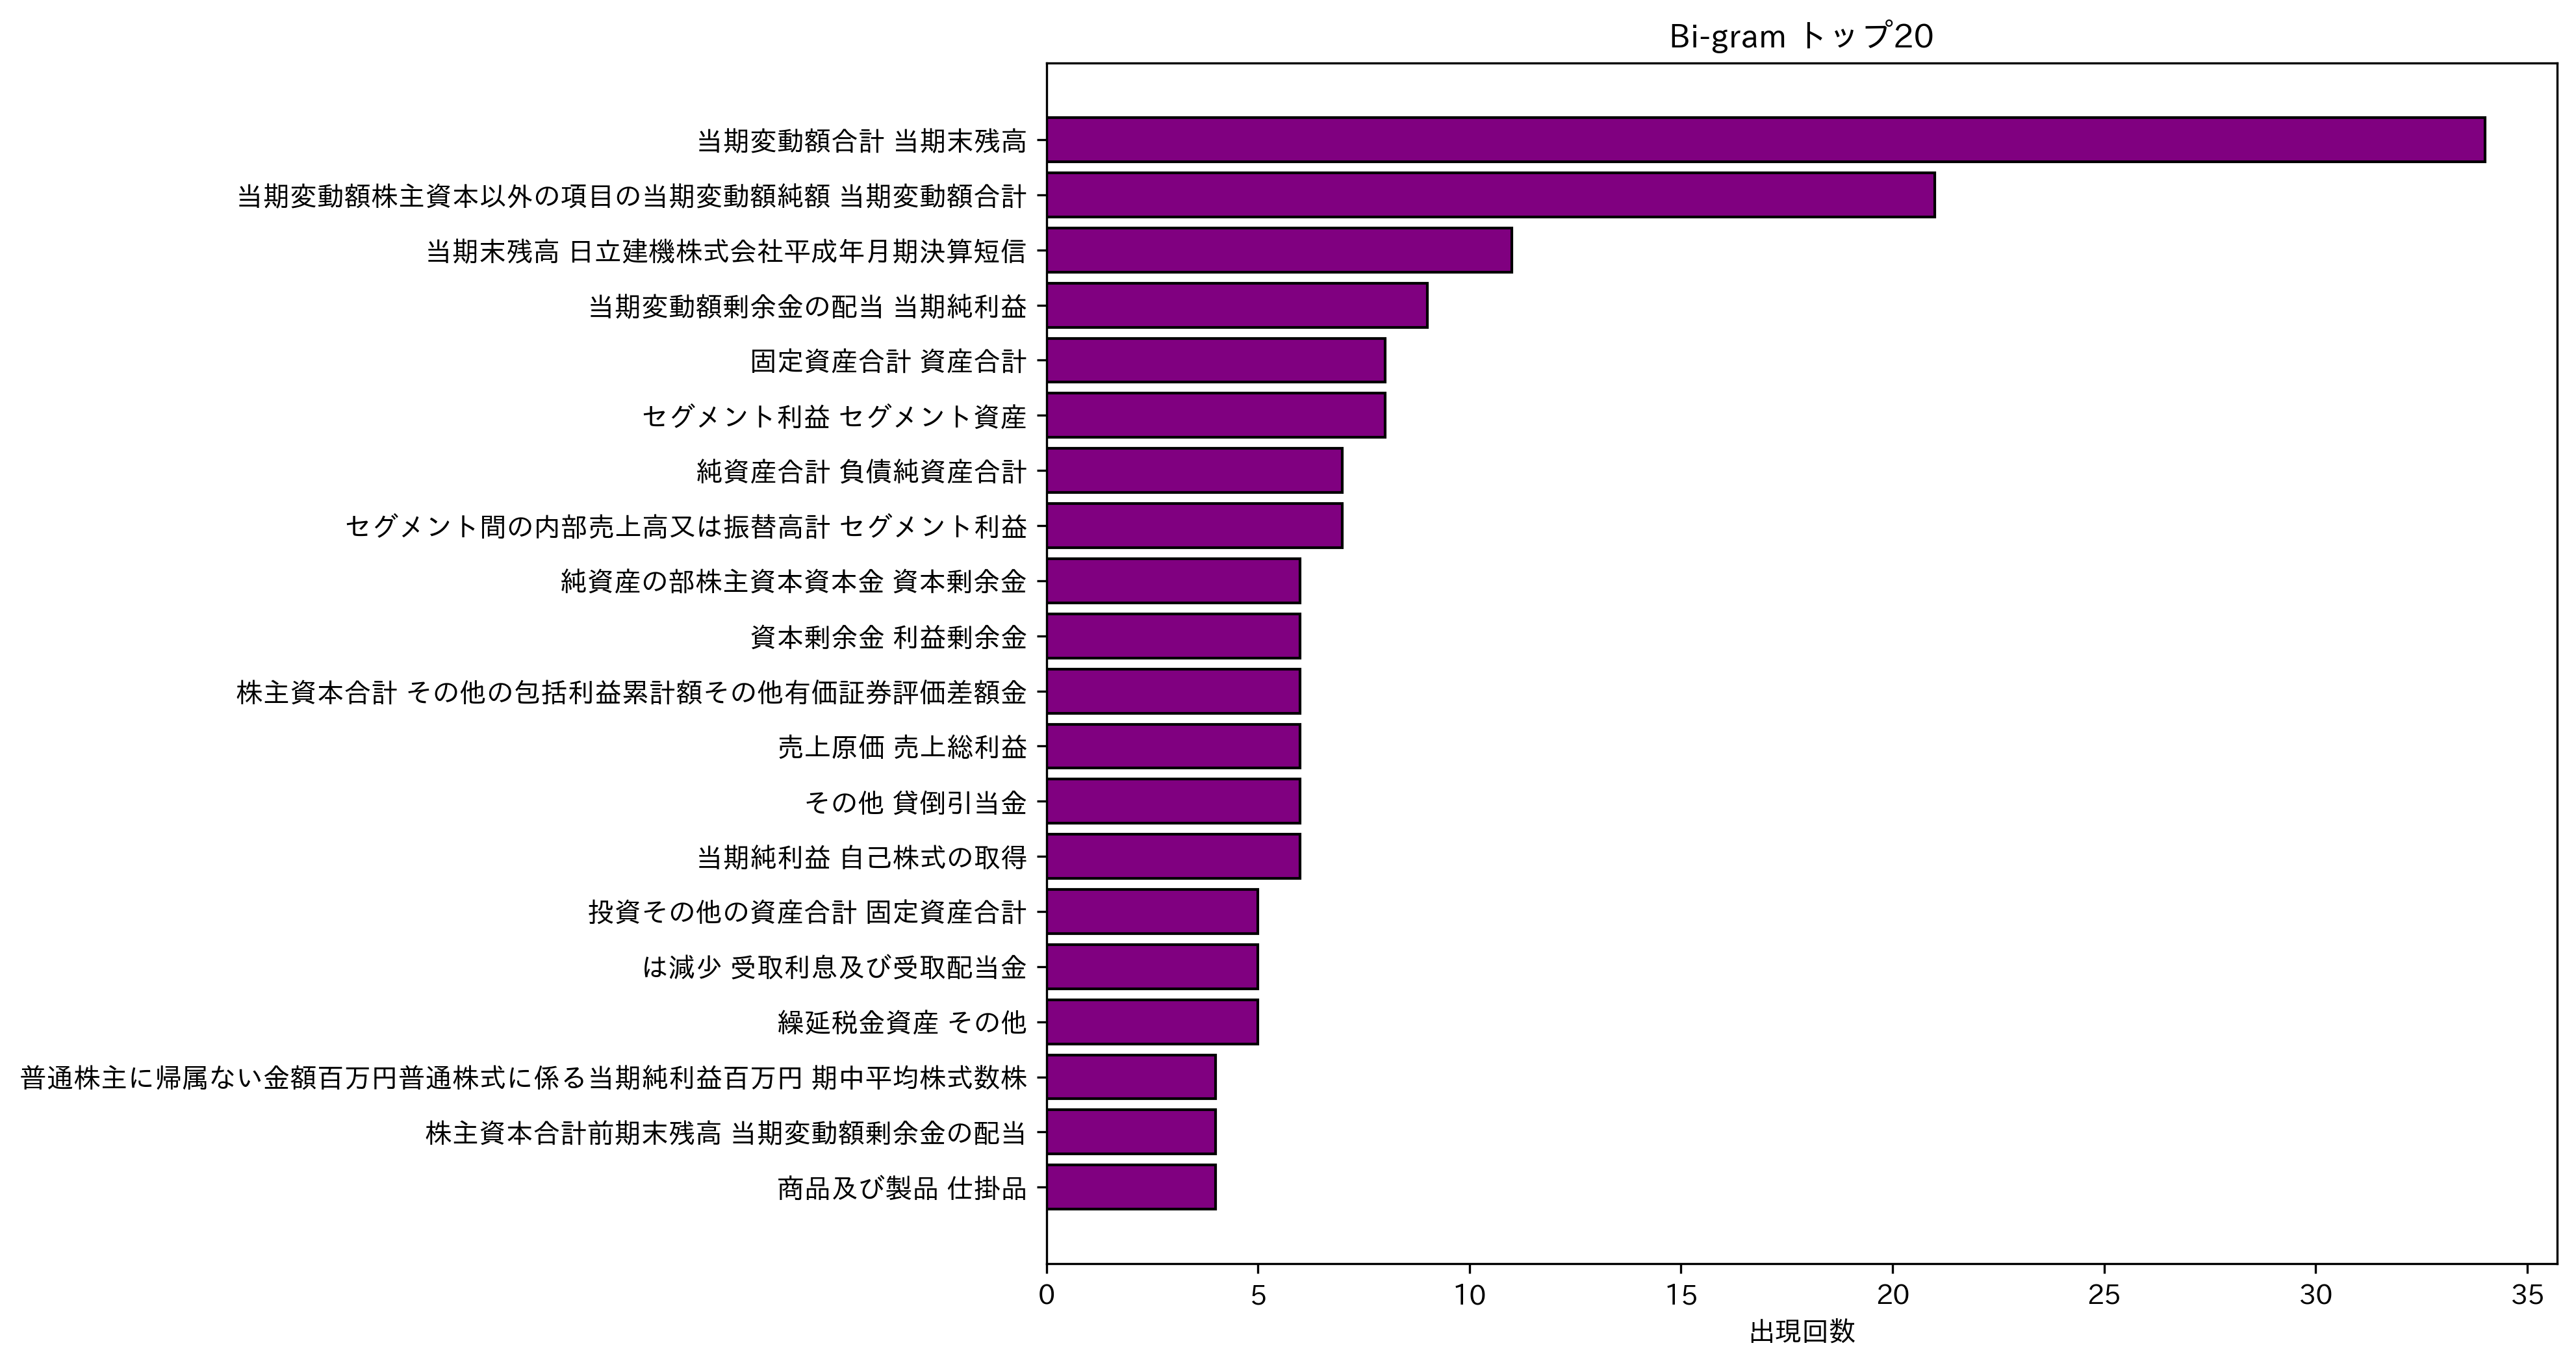 Bi-gram トップ20
当期変動額合計 当期末残高
当期変動額株主資本以外の項目の当期変動額純額 当期変動額合計
当期末残高 日立建機株式会社平成年月期決算短信
当期変動額剰余金の配当 当期純利益
固定資産合計 資産合計
セグメント利益 セグメント資産
純資産合計 負債純資産合計
セグメント間の内部売上高又は振替高計 セグメント利益
純資産の部株主資本資本金 資本剰余金
資本剰余金 利益剰余金
株主資本合計 その他の包括利益累計額その他有価証券評価差額金
売上原価 売上総利益
その他 貸倒引当金
当期純利益 自己株式の取得
投資その他の資産合計 固定資産合計
は減少 受取利息及び受取配当金
繰延税金資産 その他
普通株主に帰属ない金額百万円普通株式に係る当期純利益百万円 期中平均株式数株
株主資本合計前期末残高 当期変動額剰余金の配当
商品及び製品 仕掛品
0 5 10 15 20 25 30 35
出現回数